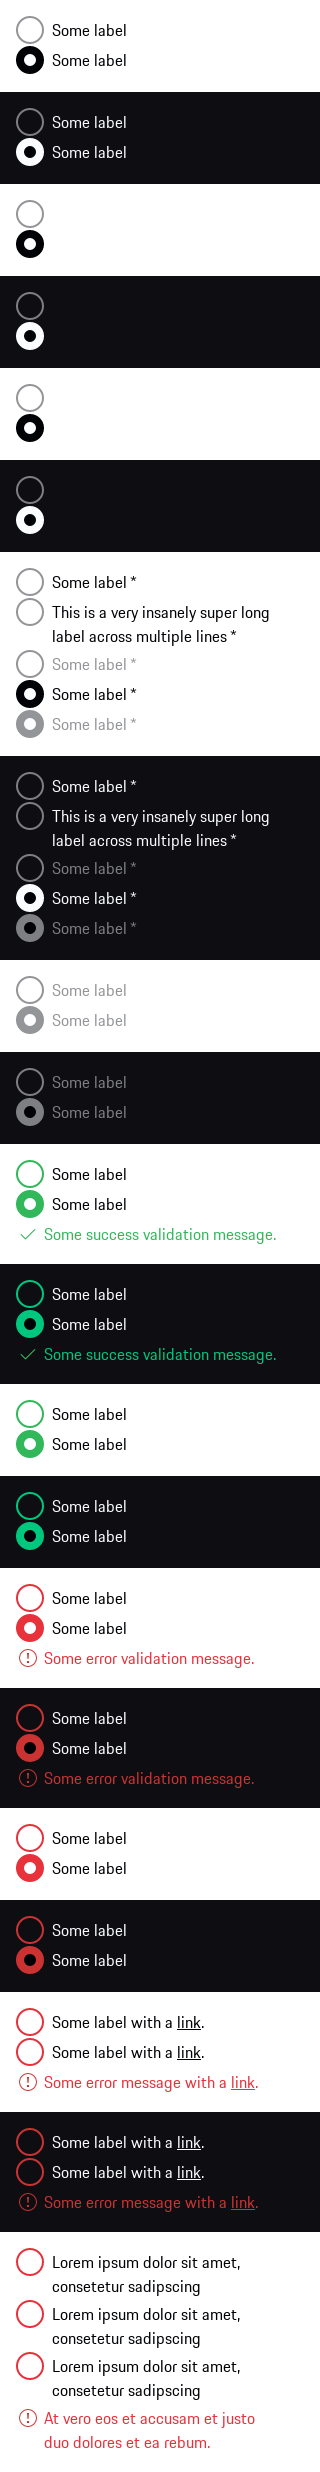 Some label
Some label
Some label
Some label
Some label *
This is a very insanely super long
label across multiple lines *
Some label *
Some label *
Some label *
Some label *
This is a very insanely super long
label across multiple lines *
Some label *
Some label *
Some label *
Some label
Some label
Some label
Some label
Some label
Some label
Some success validation message.
Some label
Some label
Some success validation message.
Some label
Some label
Some label
Some label
Some label
Some label
Some error validation message.
Some label
Some label
Some error validation message.
Some label
Some label
Some label
Some label
Some label with a link.
Some label with a link.
Some error message with a link.
Some label with a link.
Some label with a link.
Some error message with a link.
Lorem ipsum dolor sit amet,
consetetur sadipscing
Lorem ipsum dolor sit amet,
consetetur sadipscing
Lorem ipsum dolor sit amet,
consetetur sadipscing
At vero eos et accusam et justo
duo dolores et ea rebum.